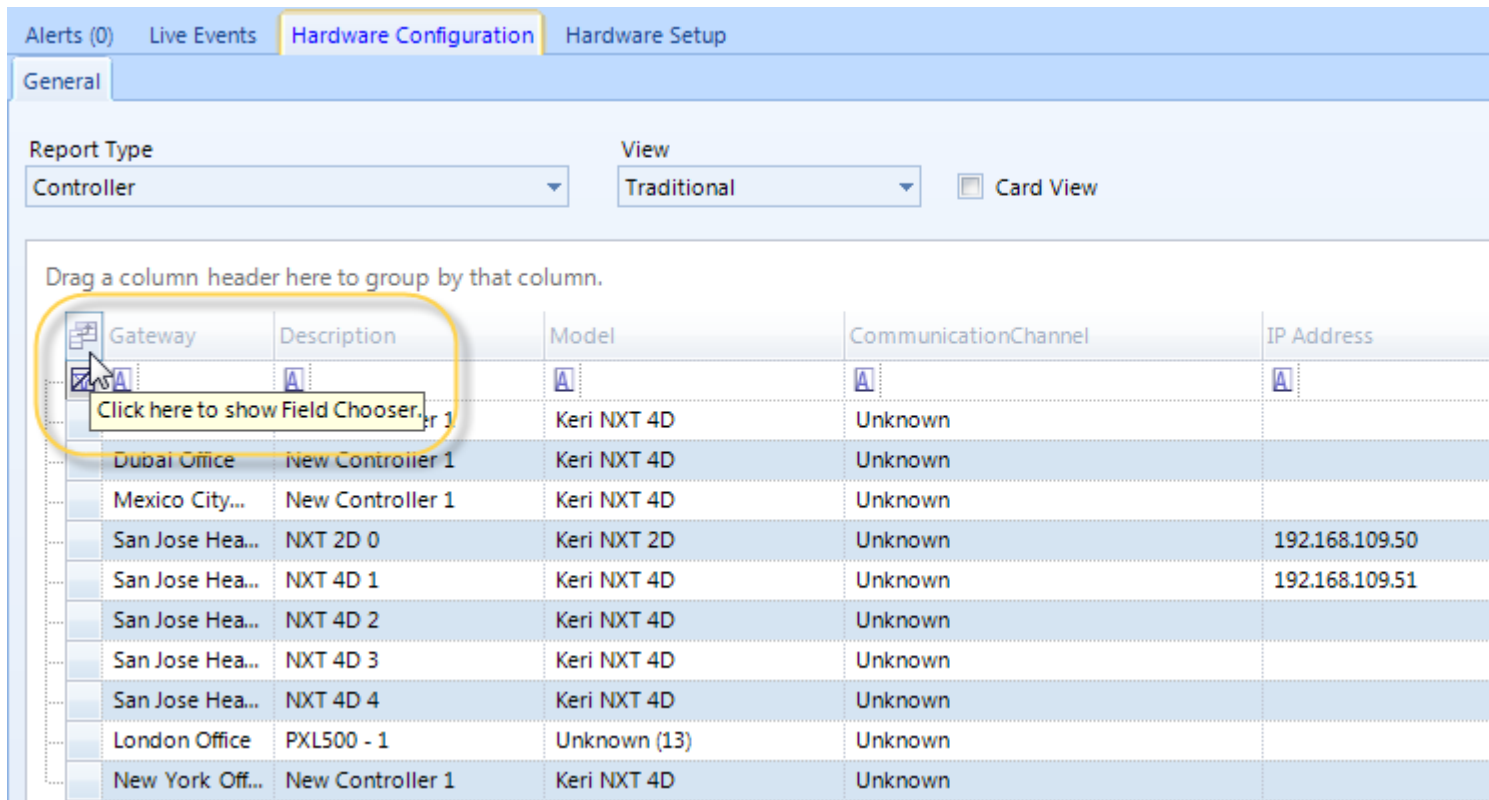 Alerts (0) Live Events Hardware Configuration Hardware Setup
General
Report Type View
Controller Traditional Card View
Drag a column header here to group by that column.
Gateway Description Model CommunicationChannel IP Address
A A A A A
Click here to show Field Chooser. er 1 Keri NXT 4D Unknown
Dubai Office New Controller 1 Keri NXT 4D Unknown
Mexico City... New Controller 1 Keri NXT 4D Unknown
San Jose Hea... NXT 2D 0 Keri NXT 2D Unknown 192.168.109.50
San Jose Hea... NXT 4D 1 Keri NXT 4D Unknown 192.168.109.51
San Jose Hea... NXT 4D 2 Keri NXT 4D Unknown
San Jose Hea... NXT 4D 3 Keri NXT 4D Unknown
San Jose Hea... NXT 4D 4 Keri NXT 4D Unknown
London Office PXL500 - 1 Unknown (13) Unknown
New York Off... New Controller 1 Keri NXT 4D Unknown